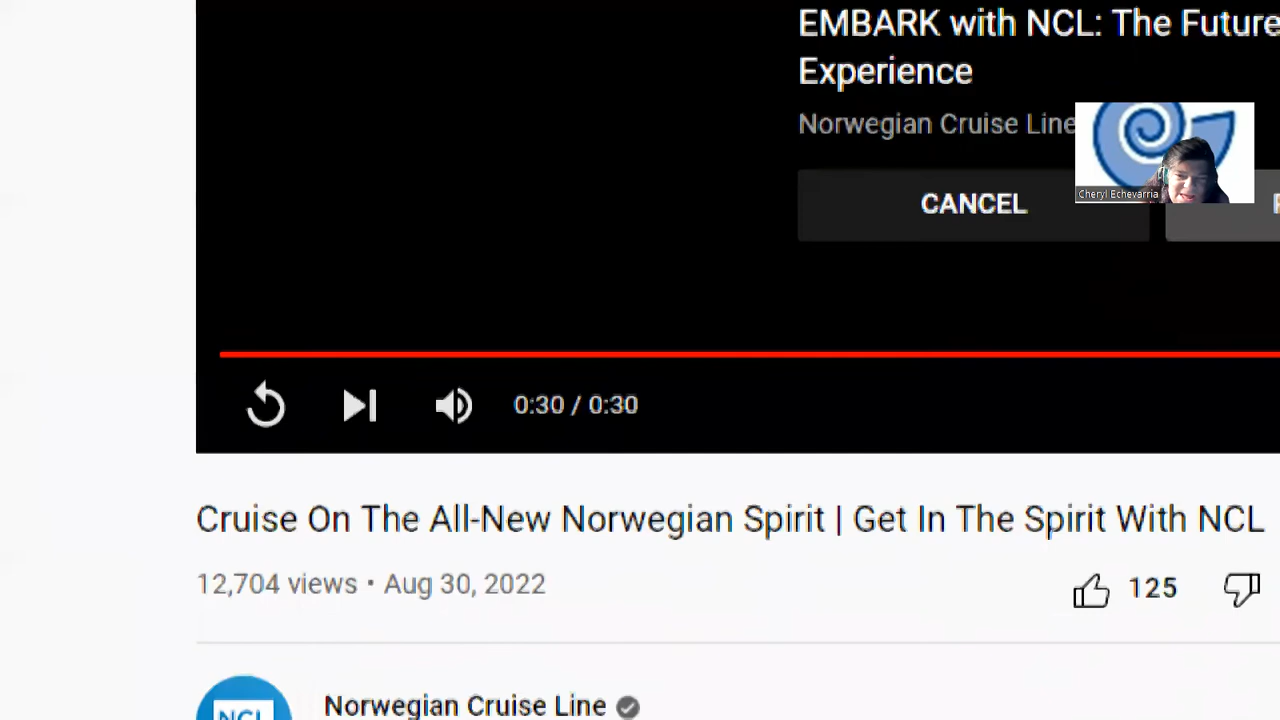 EMBARK with NCL: The Future
Experience
Norwegian Cruise Line
Cheryl Echevarria
CANCEL
0:30 / 0:30
Cruise On The All-New Norwegian Spirit | Get In The Spirit With NCL
12,704 views • Aug 30, 2022
125
Norwegian Cruise Line
NCL